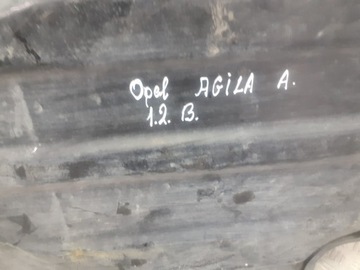 Opel AGiLA A.
1.2. B.